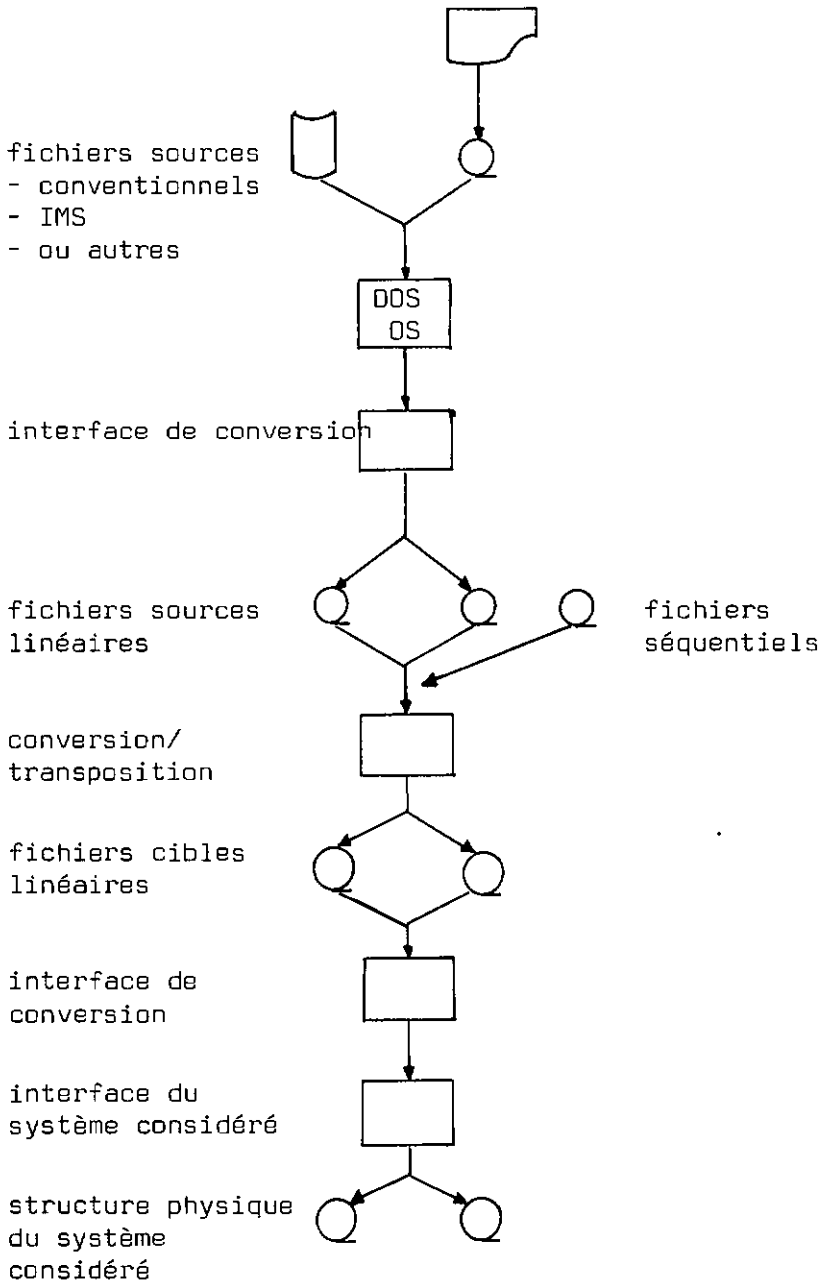 fichiers sources
- conventionnels
- IMS
- ou autres
DOS
OS
interface de conversion
fichiers sources
linéaires
fichiers
séquentiels
conversion/
transposition
fichiers cibles
linéaires
interface de
conversion
interface du
système considéré
structure physique
du système
considéré